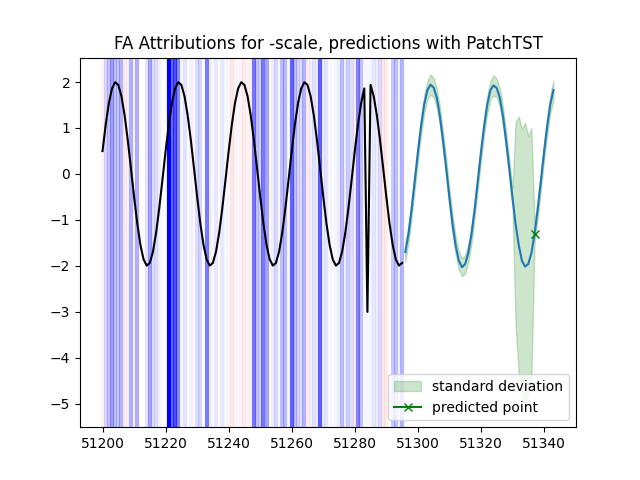 FA Attributions for -scale, predictions with PatchTST
2
1
0
−1
−2
−3
−4
−5
standard deviation
predicted point
51200 51220 51240 51260 51280 51300 51320 51340